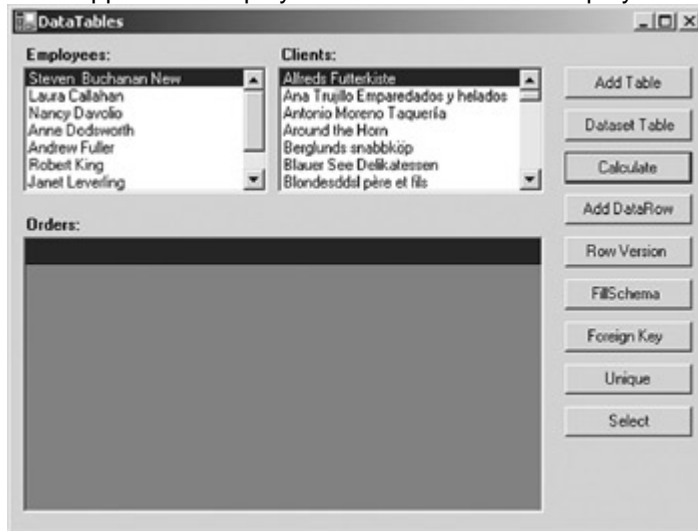 DataTables
Employees:
Steven Buchanan New
Laura Callahan
Nancy Davolio
Anne Dodsworth
Andrew Fuller
Robert King
Janet Leverling
Clients:
Alfreds Futterkiste
Ana Trujillo Emparedados y helados
Antonio Moreno Taquería
Around the Horn
Berglunds snabbköp
Blauer See Delikatessen
Blondesddsl père et fils
Add Table
Dataset Table
Calculate
Add DataRow
Row Version
FillSchema
Foreign Key
Unique
Select
Orders: